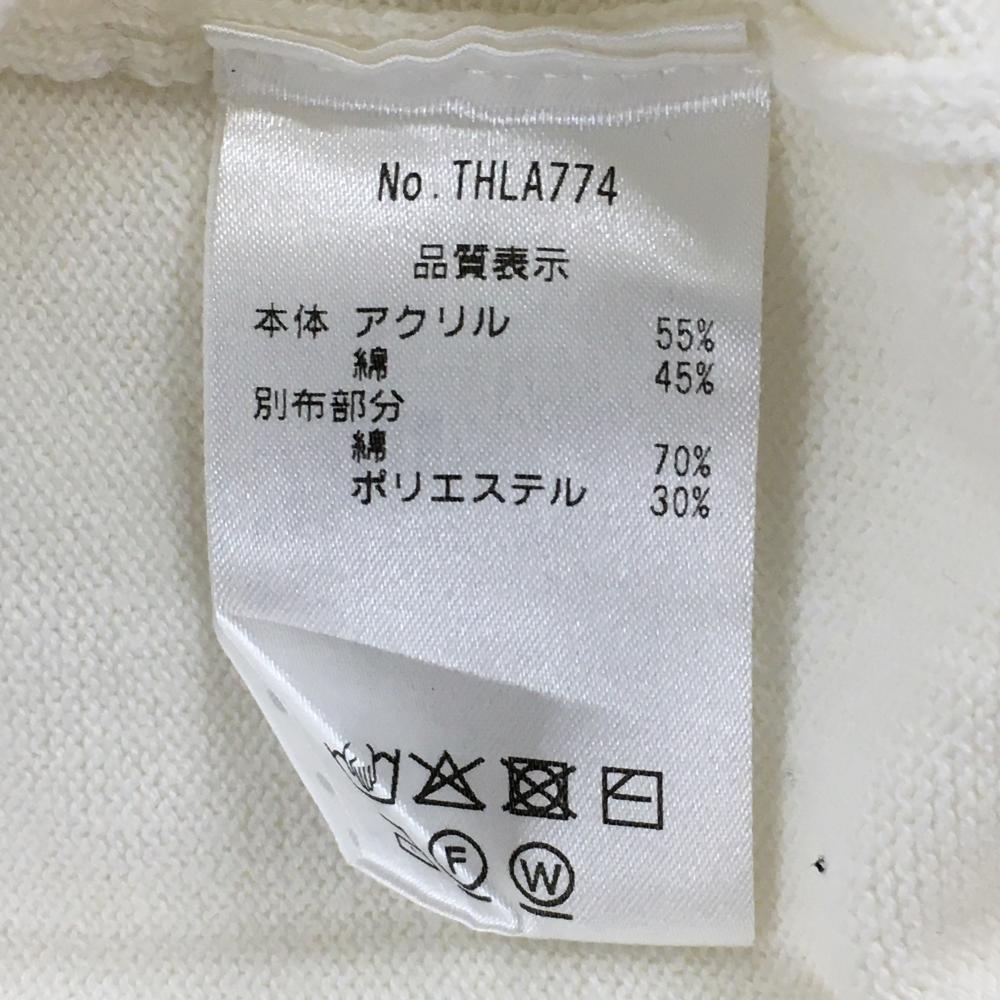 No.THLA774
品質表示
本体 アクリル 55%
綿 45%
別布部分
綿 70%
ポリエステル 30%
F W